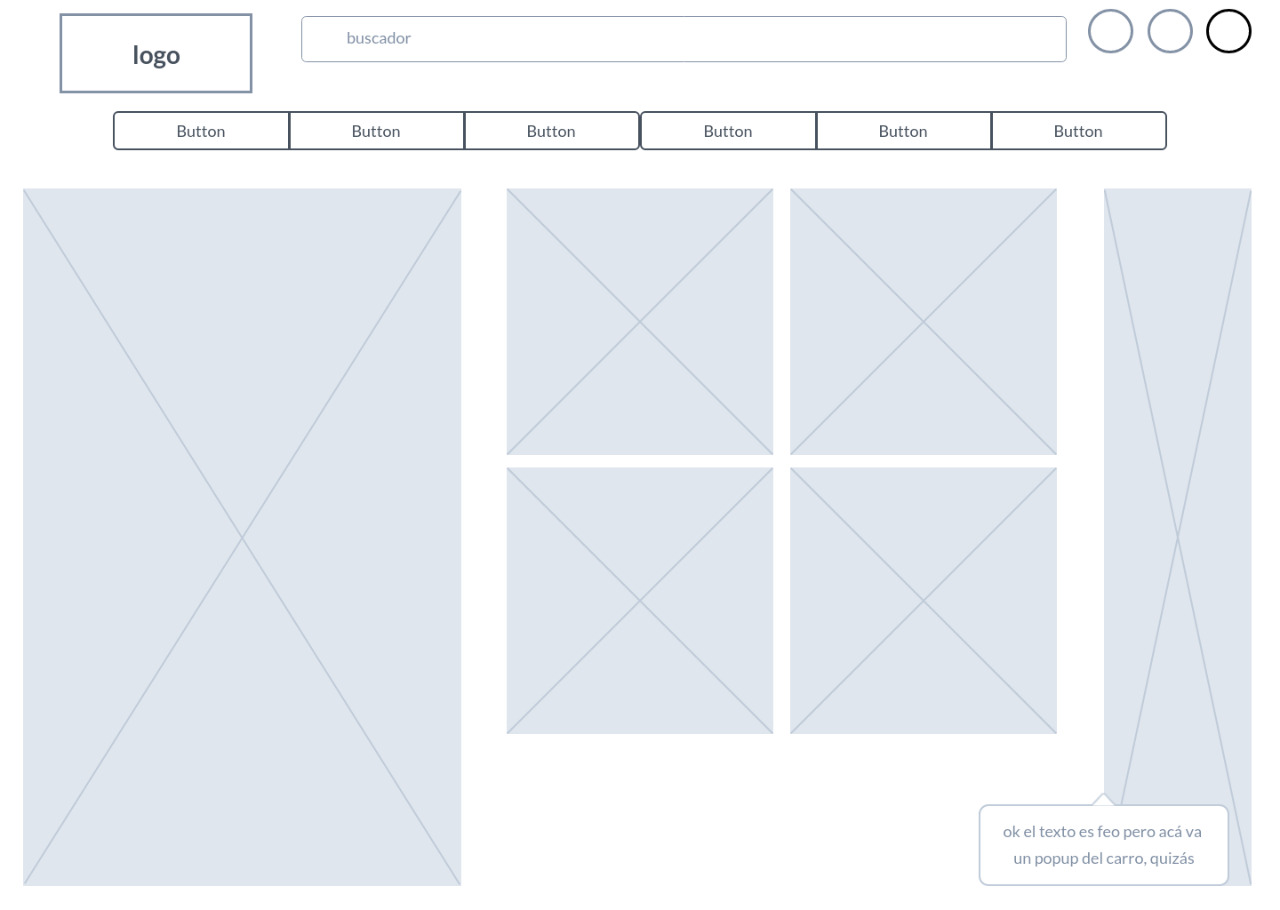 logo
buscador
Button
Button
Button
Button
Button
Button
ok el texto es feo pero acá va
un popup del carro, quizás